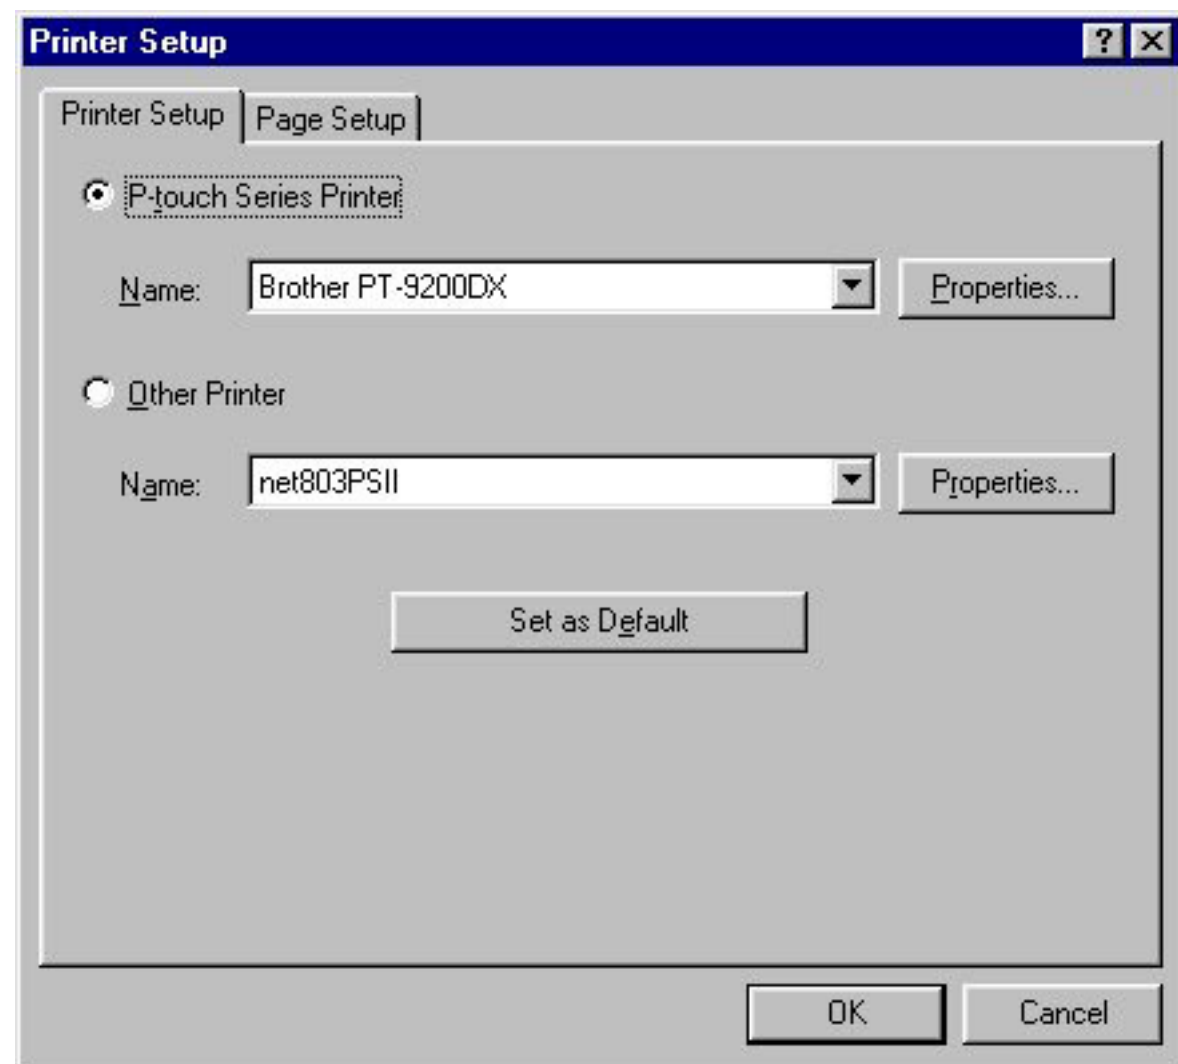 Printer Setup
Printer Setup Page Setup
P-touch Series Printer
Name: Brother PT-9200DX Properties...
Other Printer
Name: net803PSII Properties...
Set as Default
OK Cancel